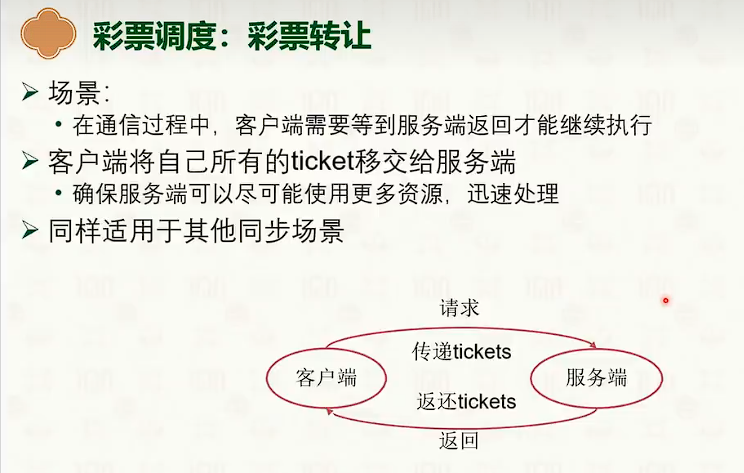 彩票调度：彩票转让
场景：
在通信过程中，客户端需要等到服务端返回才能继续执行
客户端将自己所有的ticket移交给服务端
确保服务端可以尽可能使用更多资源，迅速处理
同样适用于其他同步场景
请求
传递tickets
客户端
服务端
返还tickets
返回